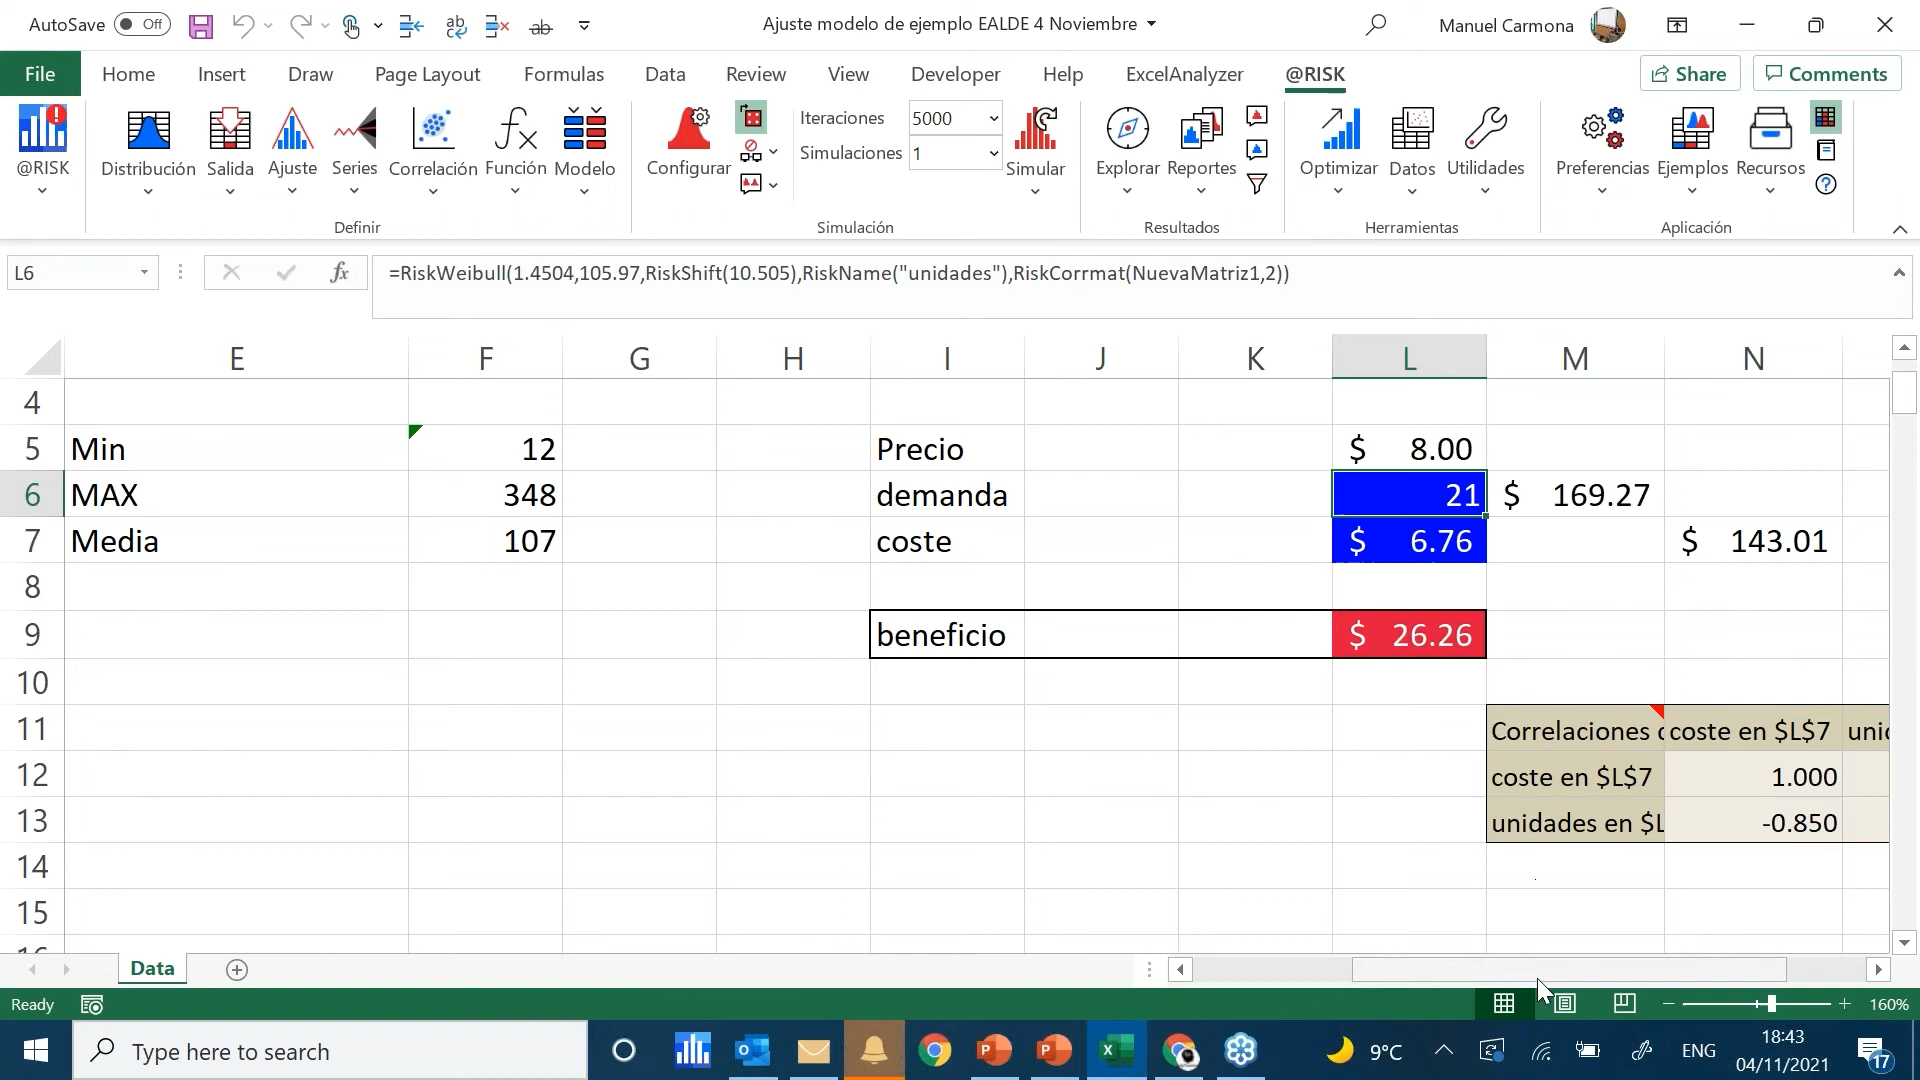 AutoSave Off Ajuste modelo de ejemplo EALDE 4 Noviembre Manuel Carmona
File Home Insert Draw Page Layout Formulas Data Review View Developer Help ExcelAnalyzer @RISK Share Comments
Iteraciones 5000
Simulaciones 1
@RISK Distribución Salida Ajuste Series Correlación Función Modelo Configurar Simular Explorar Reportes Optimizar Datos Utilidades Preferencias Ejemplos Recursos
Definir Simulación Resultados Herramientas Aplicación
L6 fx =RiskWeibull(1.4504,105.97,RiskShift(10.505),RiskName("unidades"),RiskCorrmat(NuevaMatriz1,2))
E F G H I J K L M N
4
5 Min 12 Precio $ 8.00
6 MAX 348 demanda 21 $ 169.27
7 Media 107 coste $ 6.76 $ 143.01
8
9 beneficio $ 26.26
10
11 Correlaciones coste en $L$7
12 coste en $L$7 1.000
13 unidades en $L -0.850
14
15
Data
Ready 160%
Type here to search 9°C ENG 18:43
04/11/2021 17